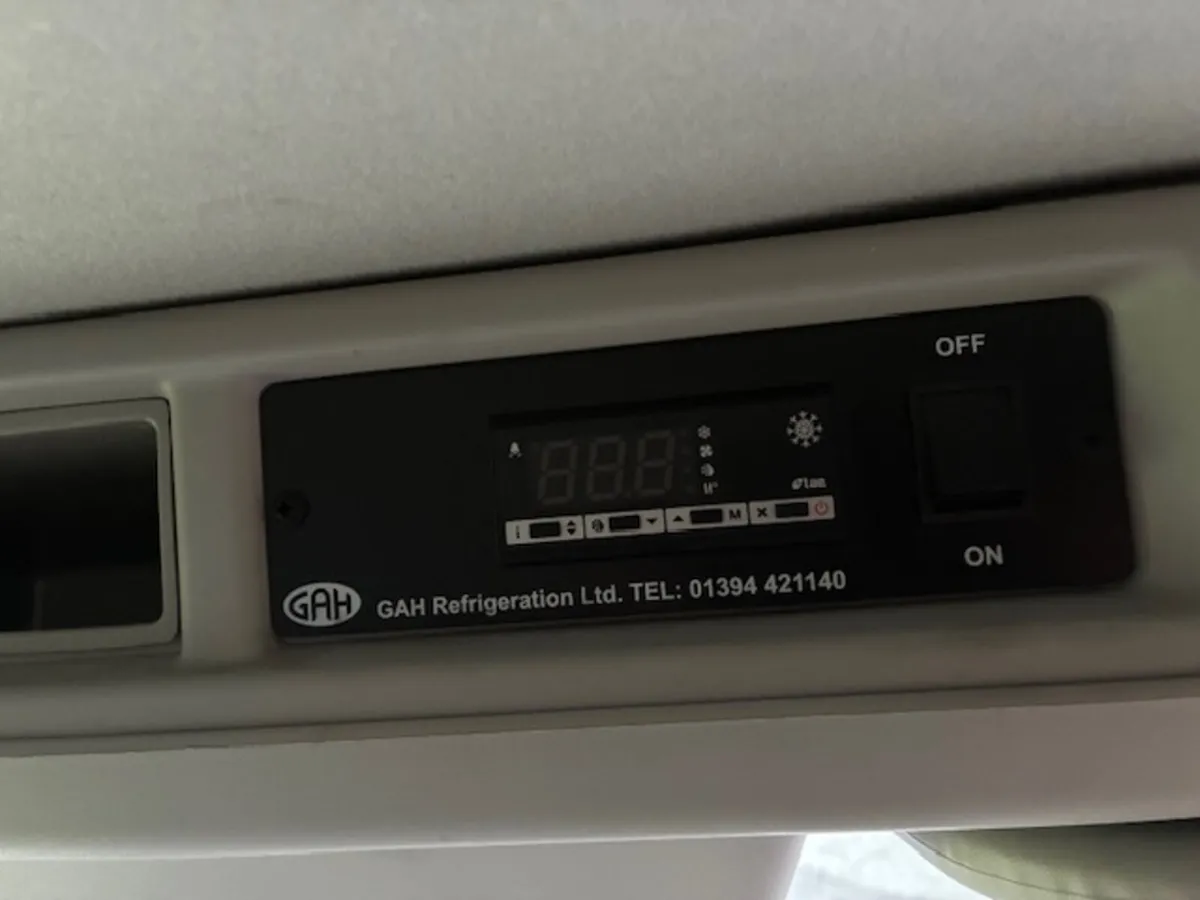 OFF
M
ON
GAH
GAH Refrigeration Ltd. TEL: 01394 421140